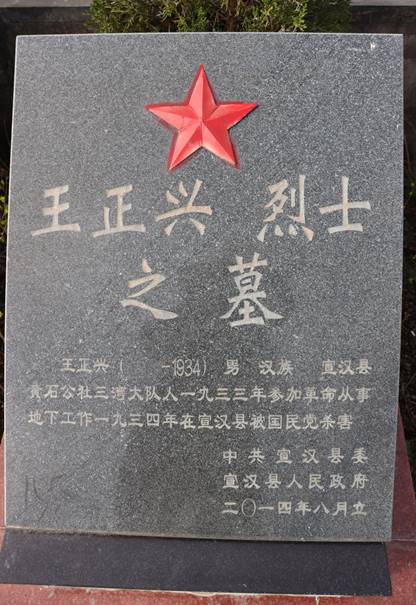 王正兴 烈士
之墓
王正兴（ -1934）男 汉族 宣汉县
黄石公社三湾大队人一九三三年参加革命从事
地下工作一九三四年在宣汉县被国民党杀害
中共宣汉县委
宣汉县人民政府
二〇一四年八月立